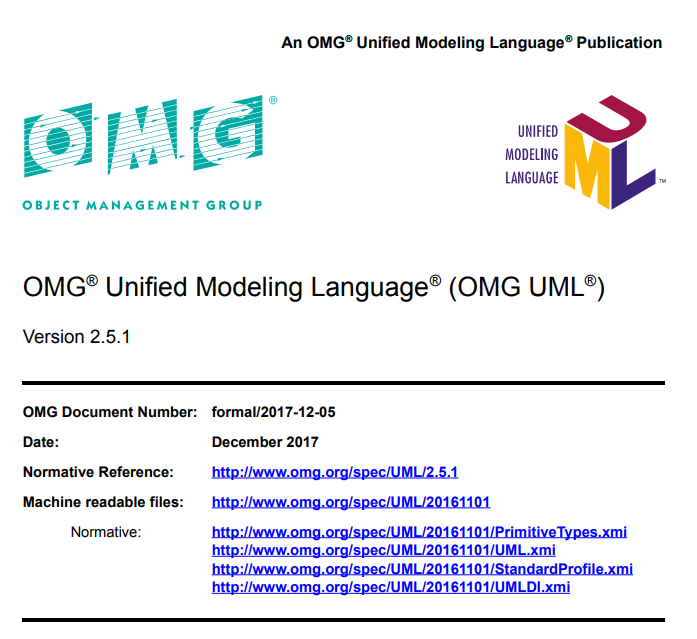 An OMG® Unified Modeling Language® Publication
OMG®
OBJECT MANAGEMENT GROUP
UNIFIED
MODELING
LANGUAGE
UML™
OMG® Unified Modeling Language® (OMG UML®)
Version 2.5.1
OMG Document Number: formal/2017-12-05
Date: December 2017
Normative Reference: http://www.omg.org/spec/UML/2.5.1
Machine readable files: http://www.omg.org/spec/UML/20161101
Normative: http://www.omg.org/spec/UML/20161101/PrimitiveTypes.xmi
http://www.omg.org/spec/UML/20161101/UML.xmi
http://www.omg.org/spec/UML/20161101/StandardProfile.xmi
http://www.omg.org/spec/UML/20161101/UMLDI.xmi